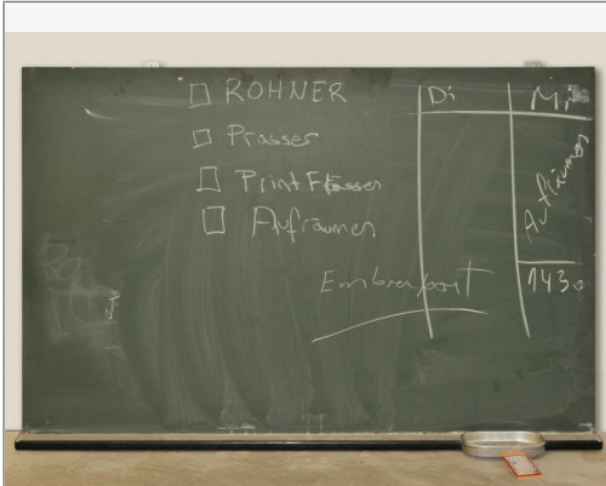 ROHNER
Prasser
Print
Aufräumen
Di
Mi
Aufräumen
1430